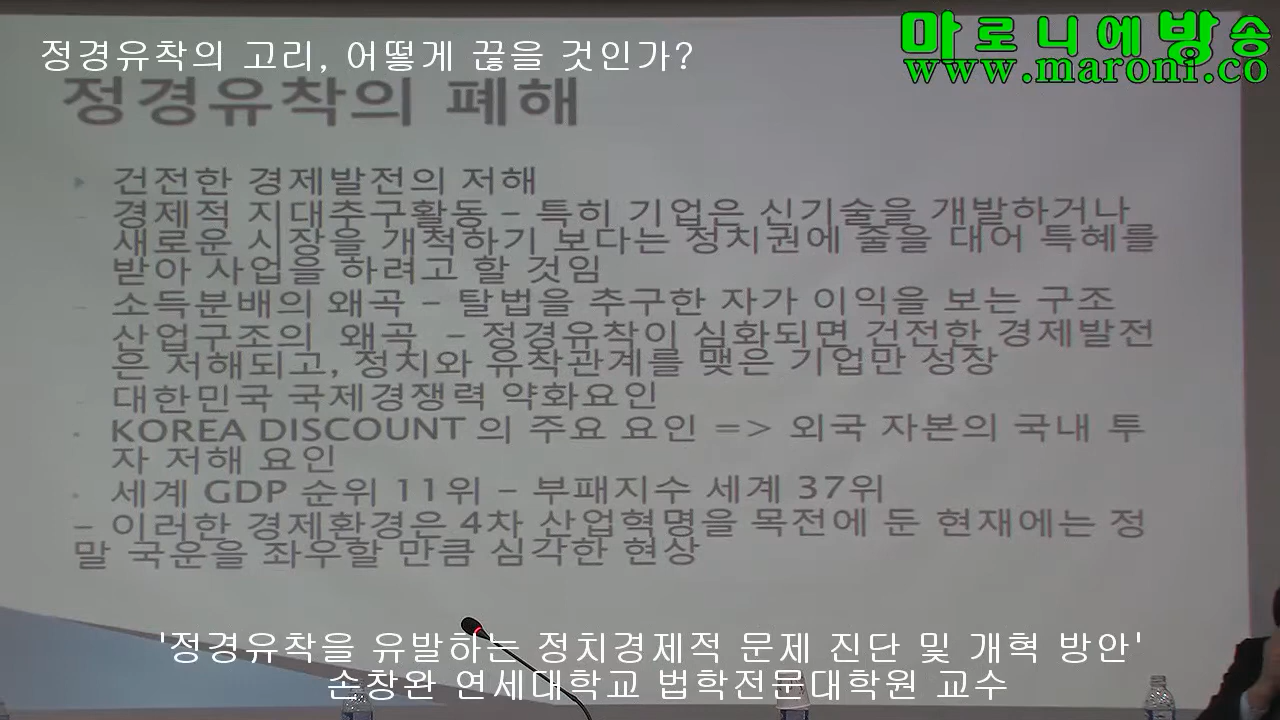 정경유착의 고리, 어떻게 끊을 것인가?
마로니에방송
www.maroni.co
정경유착의 폐해
건전한 경제발전의 저해
- 경제적 지대추구활동 – 특히 기업은 신기술을 개발하거나
새로운 시장을 개척하기 보다는 정치권에 줄을 대어 특혜를
받아 사업을 하려고 할 것임
- 소득분배의 왜곡 – 탈법을 추구한 자가 이익을 보는 구조
산업구조의 왜곡 – 정경유착이 심화되면 건전한 경제발전
은 저해되고, 정치와 유착관계를 맺은 기업만 성장
- 대한민국 국제경쟁력 약화요인
• KOREA DISCOUNT 의 주요 요인 => 외국 자본의 국내 투
자 저해 요인
• 세계 GDP 순위 11위 – 부패지수 세계 37위
– 이러한 경제환경은 4차 산업혁명을 목전에 둔 현재에는 정
말 국운을 좌우할 만큼 심각한 현상
'정경유착을 유발하는 정치경제적 문제 진단 및 개혁 방안'
손창완 연세대학교 법학전문대학원 교수